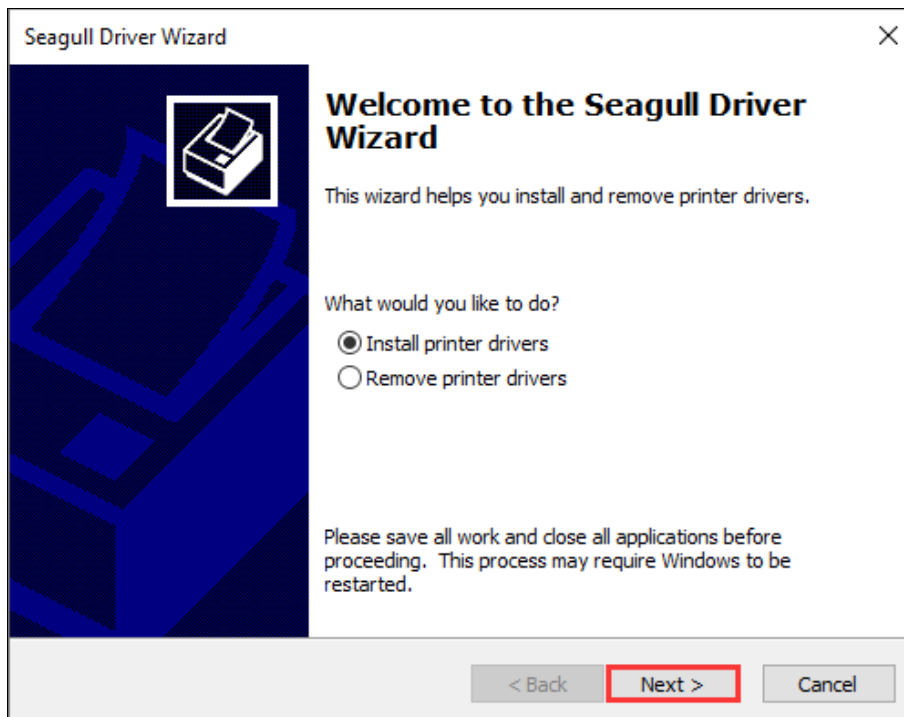 Seagull Driver Wizard
Welcome to the Seagull Driver
Wizard
This wizard helps you install and remove printer drivers.
What would you like to do?
Install printer drivers
Remove printer drivers
Please save all work and close all applications before
proceeding.  This process may require Windows to be
restarted.
< Back
Next >
Cancel